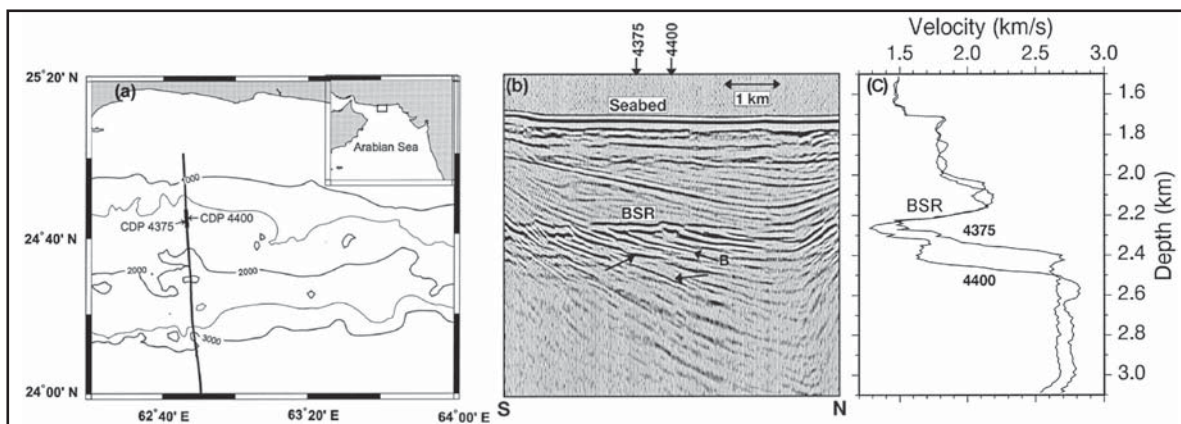 25°20' N
24°40' N
24°00' N
62°40' E
63°20' E
64°00' E
(a)
Arabian Sea
1000
CDP 4400
CDP 4375
2000
2000
3000
4375
4400
(b)
1 km
Seabed
BSR
B
S
N
Velocity (km/s)
1.5 2.0 2.5 3.0
(C)
BSR
4375
4400
1.6
1.8
2.0
2.2
2.4
2.6
2.8
3.0
Depth (km)